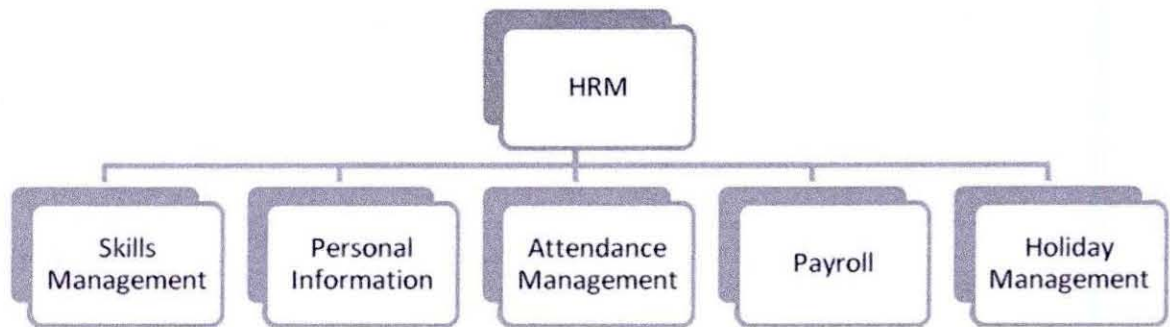 HRM
Skills
Management
Personal
Information
Attendance
Management
Payroll
Holiday
Management